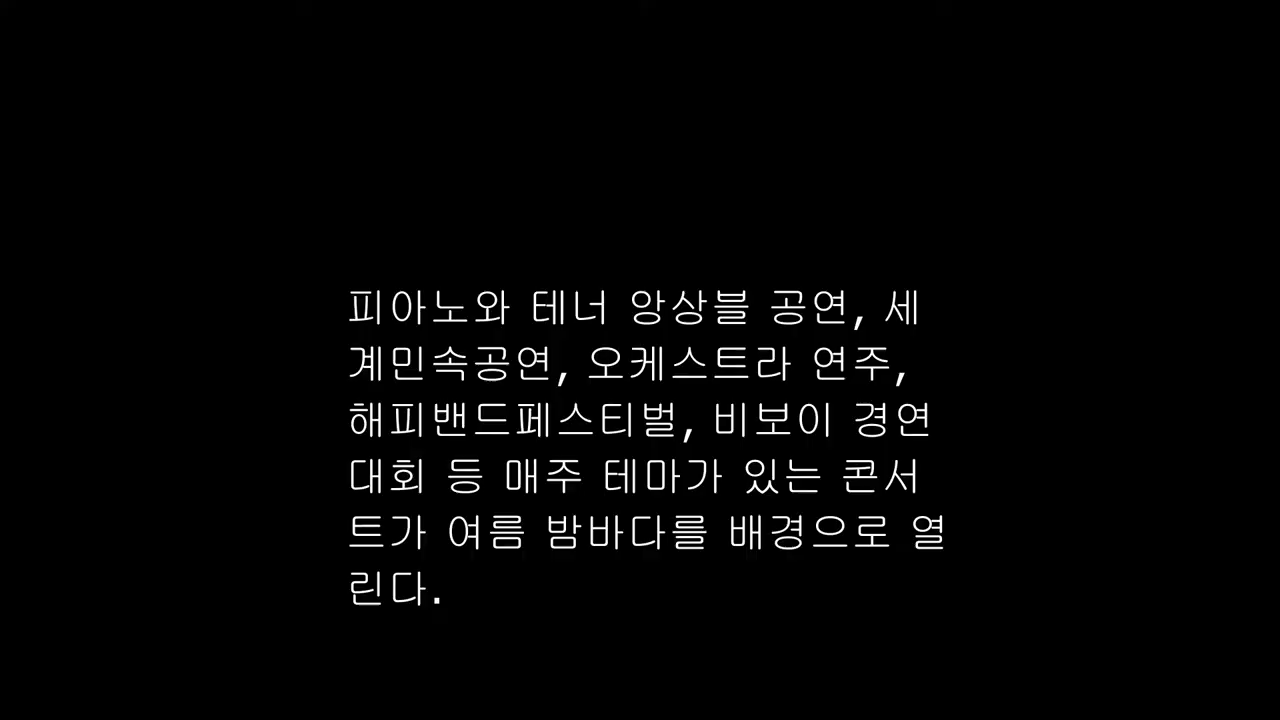 피아노와 테너 앙상블 공연, 세
계민속공연, 오케스트라 연주,
해피밴드페스티벌, 비보이 경연
대회 등 매주 테마가 있는 콘서
트가 여름 밤바다를 배경으로 열
린다.